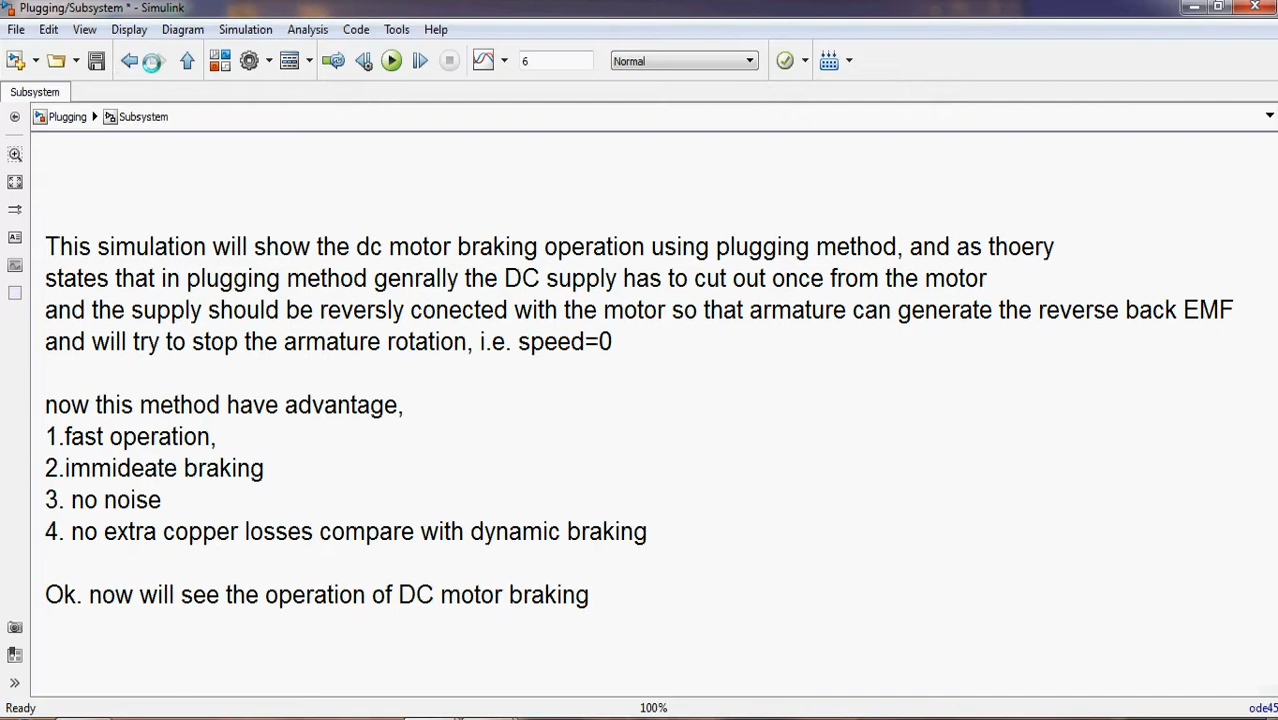 Plugging/Subsystem * - Simulink
File Edit View Display Diagram Simulation Analysis Code Tools Help
6 Normal
Subsystem
Plugging Subsystem
This simulation will show the dc motor braking operation using plugging method, and as thoery
states that in plugging method genrally the DC supply has to cut out once from the motor
and the supply should be reversly conected with the motor so that armature can generate the reverse back EMF
and will try to stop the armature rotation, i.e. speed=0
now this method have advantage,
1.fast operation,
2.immideate braking
3. no noise
4. no extra copper losses compare with dynamic braking
Ok. now will see the operation of DC motor braking
Ready 100% ode45